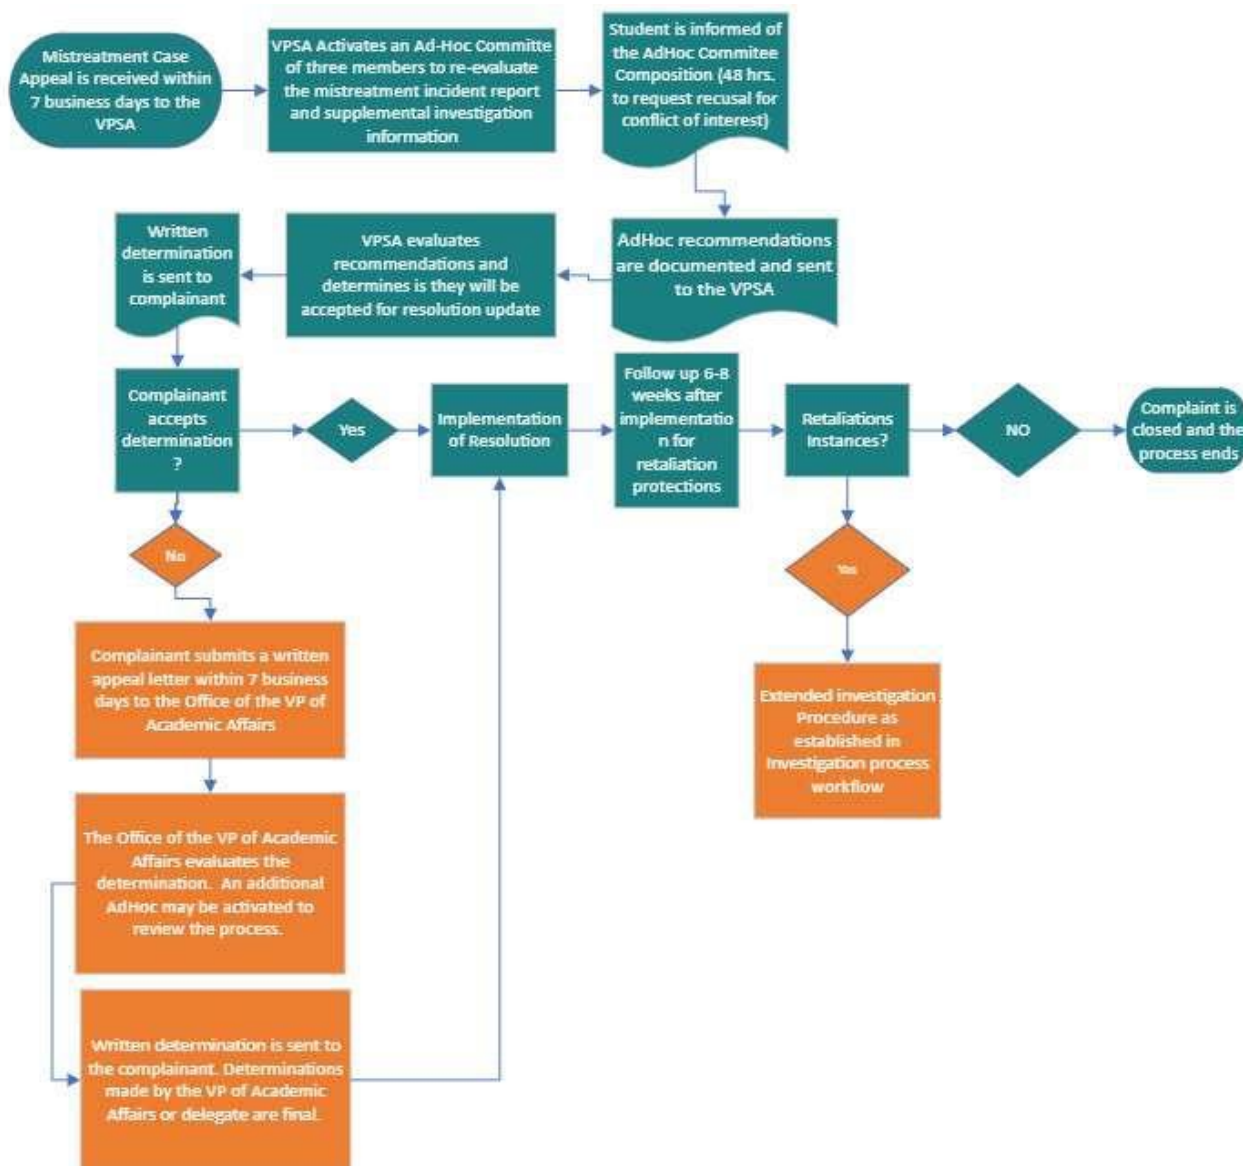 Mistreatment Case
Appeal is received within
7 business days to the
VPSA
VPSA Activates an Ad-Hoc Committe
of three members to re-evaluate
the mistreatment incident report
and supplemental investigation
information
Student is informed of
the AdHoc Commitee
Composition (48 hrs.
to request recusal for
conflict of interest)
AdHoc recommendations
are documented and sent
to the VPSA
VPSA evaluates
recommendations and
determines is they will be
accepted for resolution update
Written
determination
is sent to
complainant
Complainant
accepts
determination
?
Yes
Implementation
of Resolution
Follow up 6-8
weeks after
implementatio
n for
retaliation
protections
Retaliations
Instances?
NO
Complaint is
closed and the
process ends
No
Yes
Complainant submits a written
appeal letter within 7 business
days to the Office of the VP of
Academic Affairs
Extended investigation
Procedure as
established in
Investigation process
workflow
The Office of the VP of Academic
Affairs evaluates the
determination. An additional
AdHoc may be activated to
review the process.
Written determination is sent to
the complainant. Determinations
made by the VP of Academic
Affairs or delegate are final.